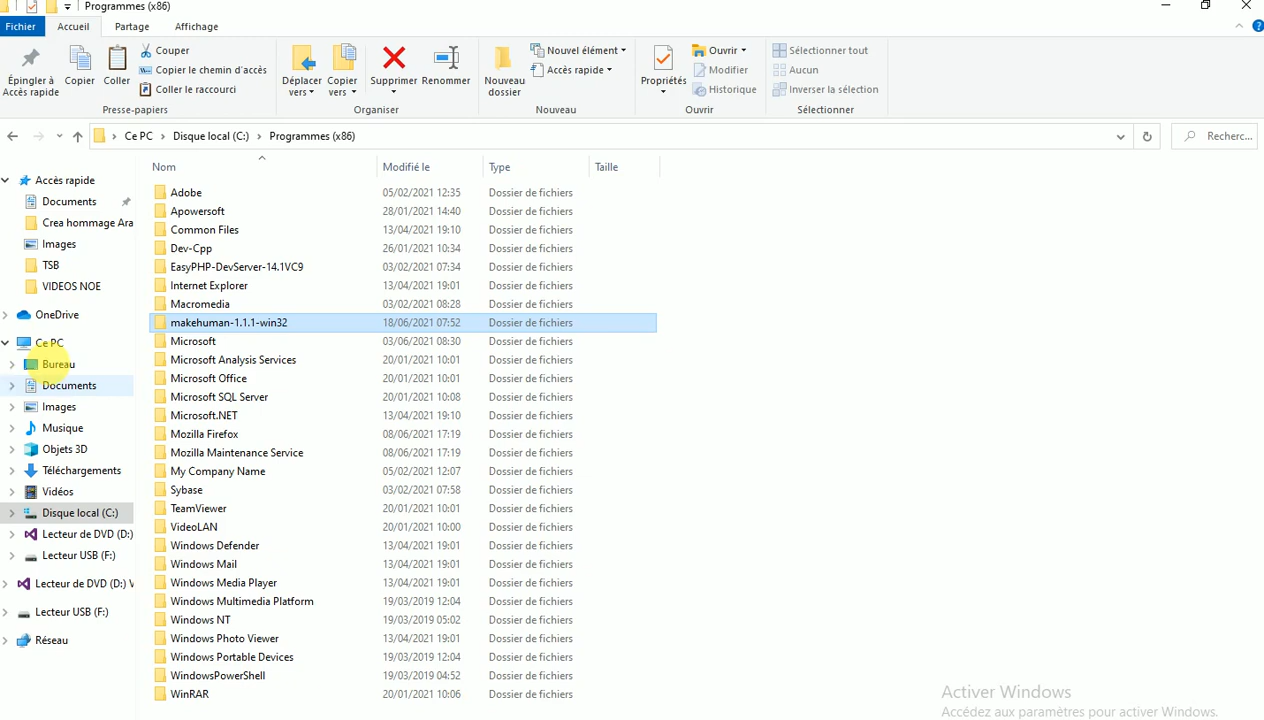 Programmes (x86)
Fichier Accueil Partage Affichage
Épingler à Accès rapide
Copier
Coller
Couper
Copier le chemin d'accès
Coller le raccourci
Presse-papiers
Déplacer vers
Copier vers
Supprimer
Renommer
Organiser
Nouveau dossier
Nouvel élément
Accès rapide
Nouveau
Propriétés
Ouvrir
Modifier
Historique
Ouvrir
Sélectionner tout
Aucun
Inverser la sélection
Sélectionner
Ce PC > Disque local (C:) > Programmes (x86)
Recherc...
Accès rapide
Documents
Crea hommage Ara
Images
TSB
VIDEOS NOE
OneDrive
Ce PC
Bureau
Documents
Images
Musique
Objets 3D
Téléchargements
Vidéos
Disque local (C:)
Lecteur de DVD (D:)
Lecteur USB (F:)
Lecteur de DVD (D:) V
Lecteur USB (F:)
Réseau
Nom Modifié le Type Taille
Adobe 05/02/2021 12:35 Dossier de fichiers
Apowersoft 28/01/2021 14:40 Dossier de fichiers
Common Files 13/04/2021 19:10 Dossier de fichiers
Dev-Cpp 26/01/2021 10:34 Dossier de fichiers
EasyPHP-DevServer-14.1VC9 03/02/2021 07:34 Dossier de fichiers
Internet Explorer 13/04/2021 19:01 Dossier de fichiers
Macromedia 03/02/2021 08:28 Dossier de fichiers
makehuman-1.1.1-win32 18/06/2021 07:52 Dossier de fichiers
Microsoft 03/06/2021 08:30 Dossier de fichiers
Microsoft Analysis Services 20/01/2021 10:01 Dossier de fichiers
Microsoft Office 20/01/2021 10:01 Dossier de fichiers
Microsoft SQL Server 20/01/2021 10:08 Dossier de fichiers
Microsoft.NET 13/04/2021 19:10 Dossier de fichiers
Mozilla Firefox 08/06/2021 17:19 Dossier de fichiers
Mozilla Maintenance Service 08/06/2021 17:19 Dossier de fichiers
My Company Name 05/02/2021 12:07 Dossier de fichiers
Sybase 03/02/2021 07:58 Dossier de fichiers
TeamViewer 20/01/2021 10:01 Dossier de fichiers
VideoLAN 20/01/2021 10:00 Dossier de fichiers
Windows Defender 13/04/2021 19:01 Dossier de fichiers
Windows Mail 13/04/2021 19:01 Dossier de fichiers
Windows Media Player 13/04/2021 19:01 Dossier de fichiers
Windows Multimedia Platform 19/03/2019 12:04 Dossier de fichiers
Windows NT 19/03/2019 05:02 Dossier de fichiers
Windows Photo Viewer 13/04/2021 19:01 Dossier de fichiers
Windows Portable Devices 19/03/2019 12:04 Dossier de fichiers
WindowsPowerShell 19/03/2019 04:52 Dossier de fichiers
WinRAR 20/01/2021 10:06 Dossier de fichiers
Activer Windows
Accédez aux paramètres pour activer Windows.